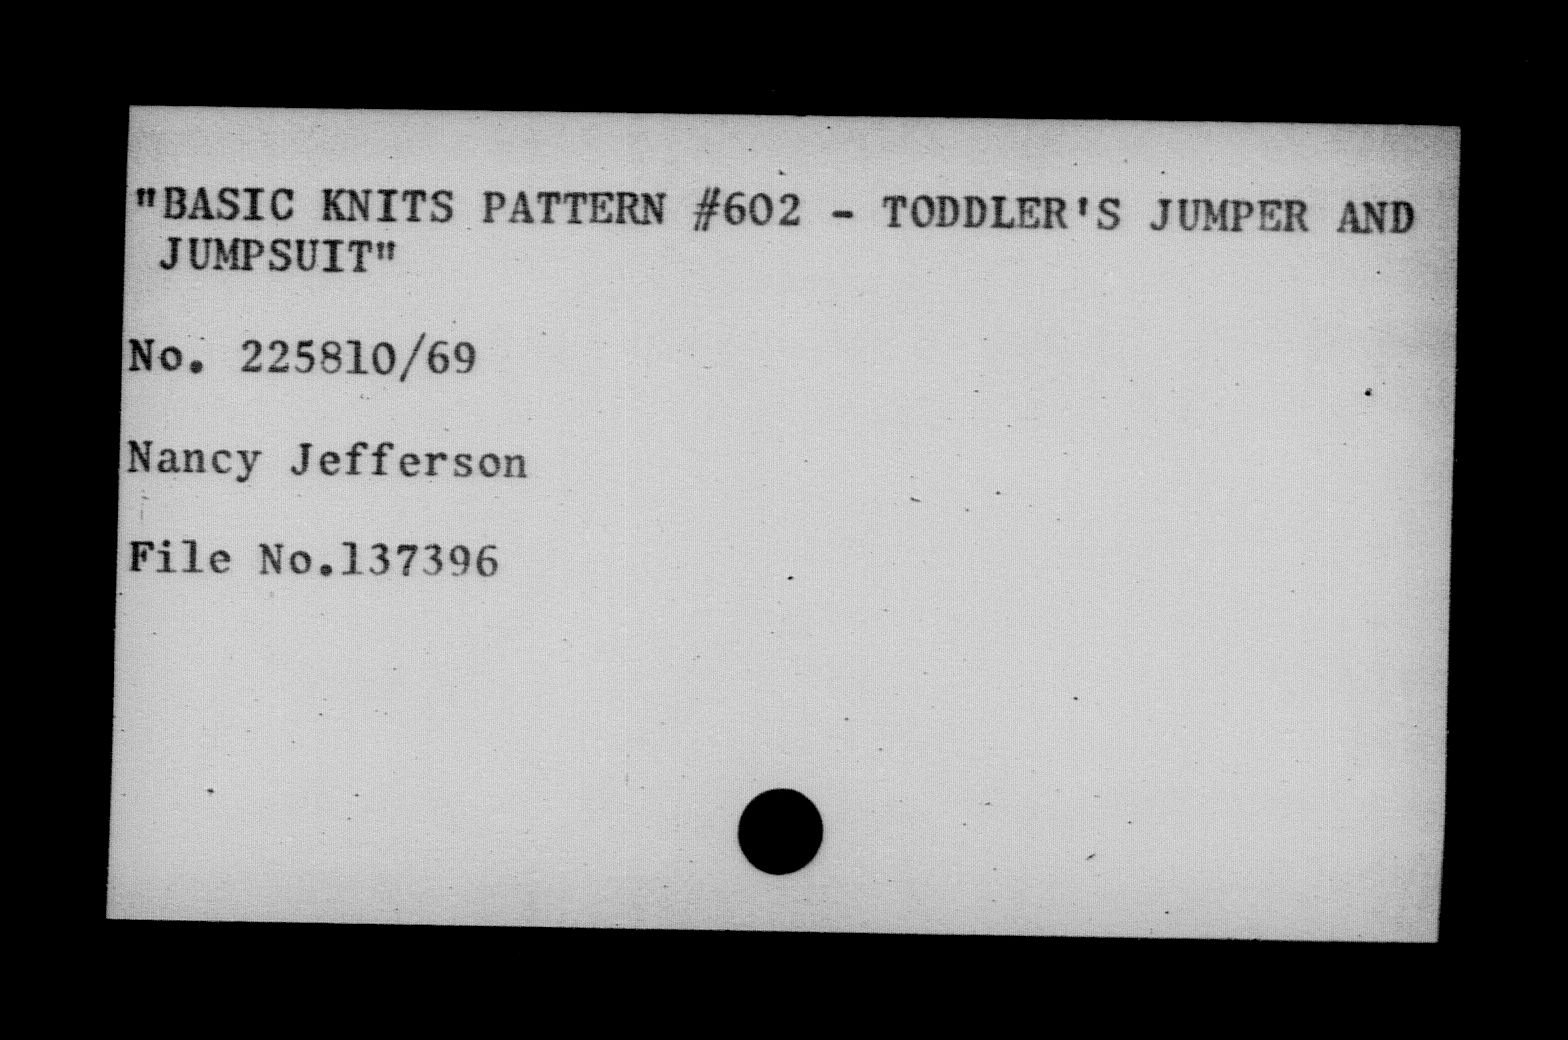 "BASIC KNITS PATTERN #602 - TODDLER'S JUMPER AND
JUMPSUIT"
No. 225810/69
Nancy Jefferson
File No.137396